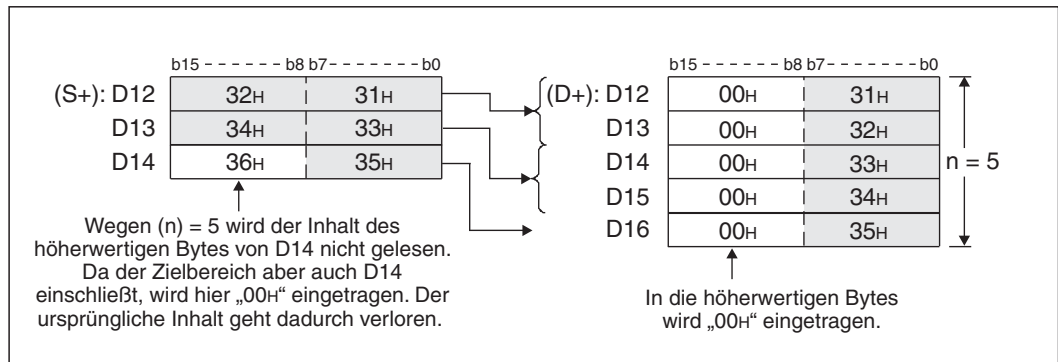 b15 - - - - - - b8 b7- - - - - - - b0
(S+): D12 32H 31H
D13 34H 33H
D14 36H 35H
Wegen (n) = 5 wird der Inhalt des
höherwertigen Bytes von D14 nicht gelesen.
Da der Zielbereich aber auch D14
einschließt, wird hier „00H“ eingetragen. Der
ursprüngliche Inhalt geht dadurch verloren.
b15 - - - - - - b8 b7- - - - - - - b0
(D+): D12 00H 31H
D13 00H 32H
D14 00H 33H n = 5
D15 00H 34H
D16 00H 35H
In die höherwertigen Bytes
wird „00H“ eingetragen.